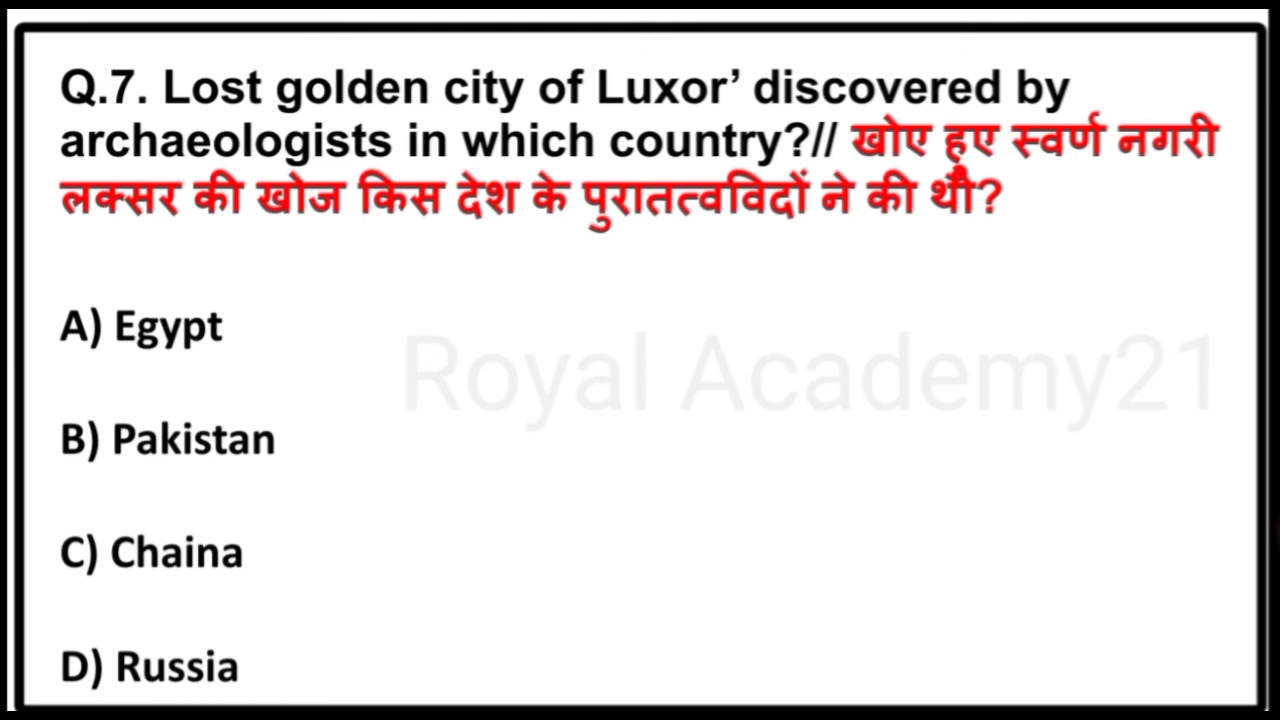 Q.7. Lost golden city of Luxor’ discovered by
archaeologists in which country?// खोए हुए स्वर्ण नगरी
लक्सर की खोज किस देश के पुरातत्वविदों ने की थी?
A) Egypt
Royal Academy21
B) Pakistan
C) Chaina
D) Russia